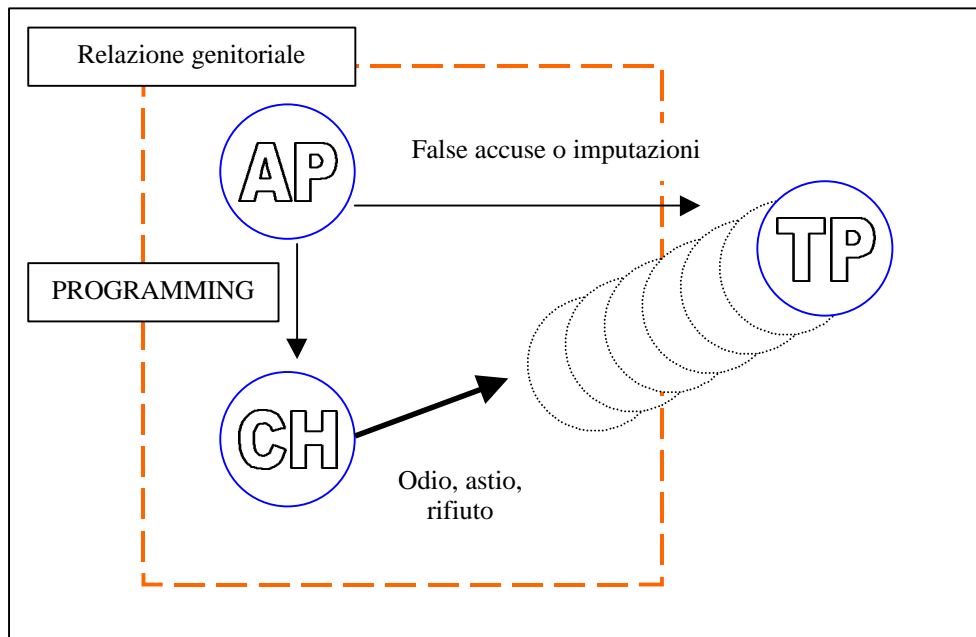 Relazione genitoriale
AP
False accuse o imputazioni
TP
PROGRAMMING
CH
Odio, astio,
rifiuto